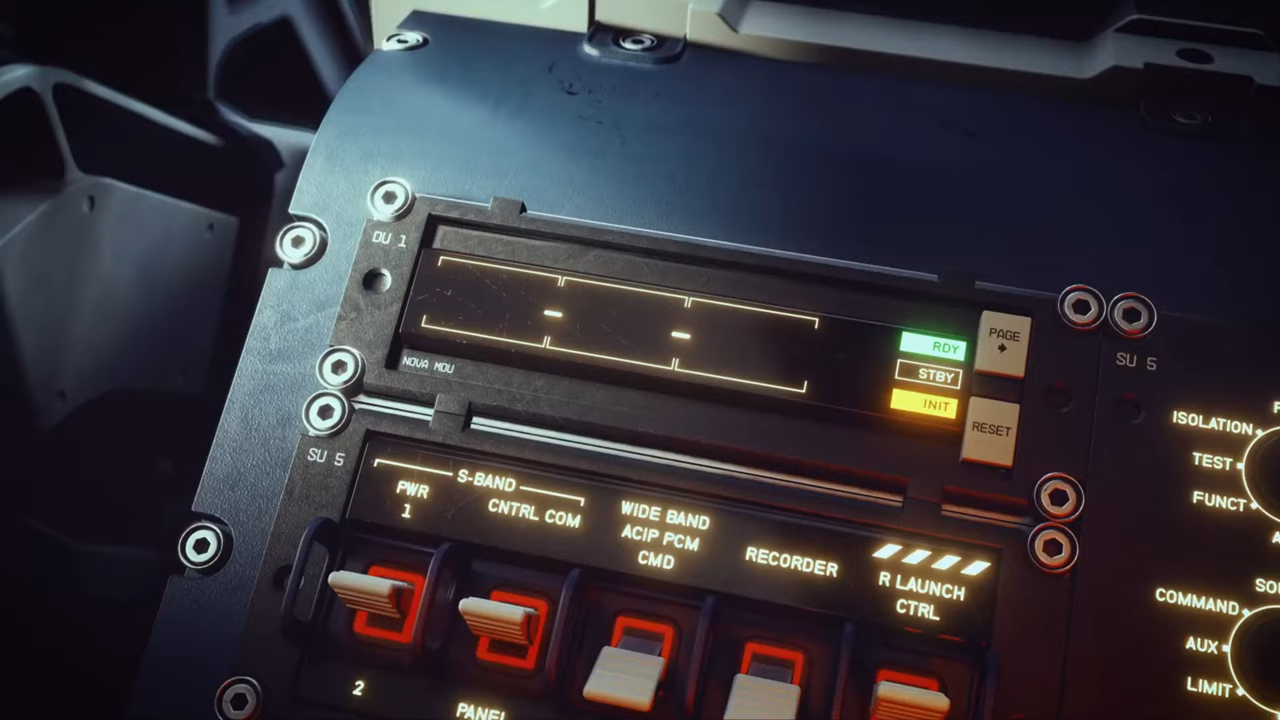 DU 1
PAGE
SU 5
RDY
STBY
INIT
NOVA MDU
RESET
ISOLATION
TEST
FUNCT
SU 5
S-BAND
PWR
1
CNTRL COM
WIDE BAND
ACIP PCM
CMD
RECORDER
R LAUNCH
CTRL
COMMAND
AUX
LIMIT
2
PANEL